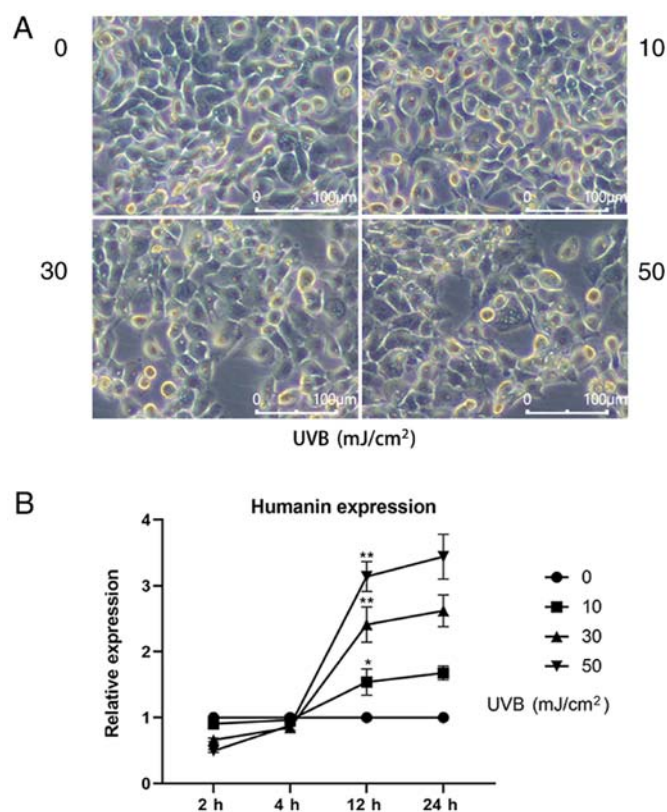 A
0
10
0 100μm
0 100μm
30
50
0 100μm
0 100μm
UVB (mJ/cm²)
B
Humanin expression
Relative expression
4
3
2
1
0
**
**
*
2 h 4 h 12 h 24 h
0
10
30
50
UVB (mJ/cm²)